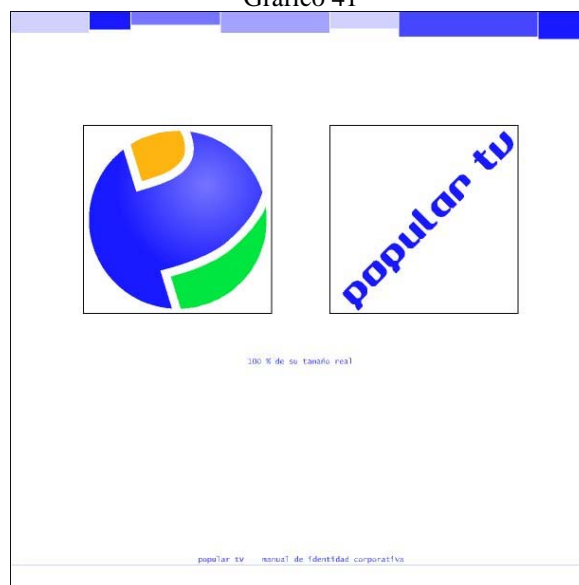 Gráfico 41
popular tv
100 % de su tamaño real
popular tv manual de identidad corporativa